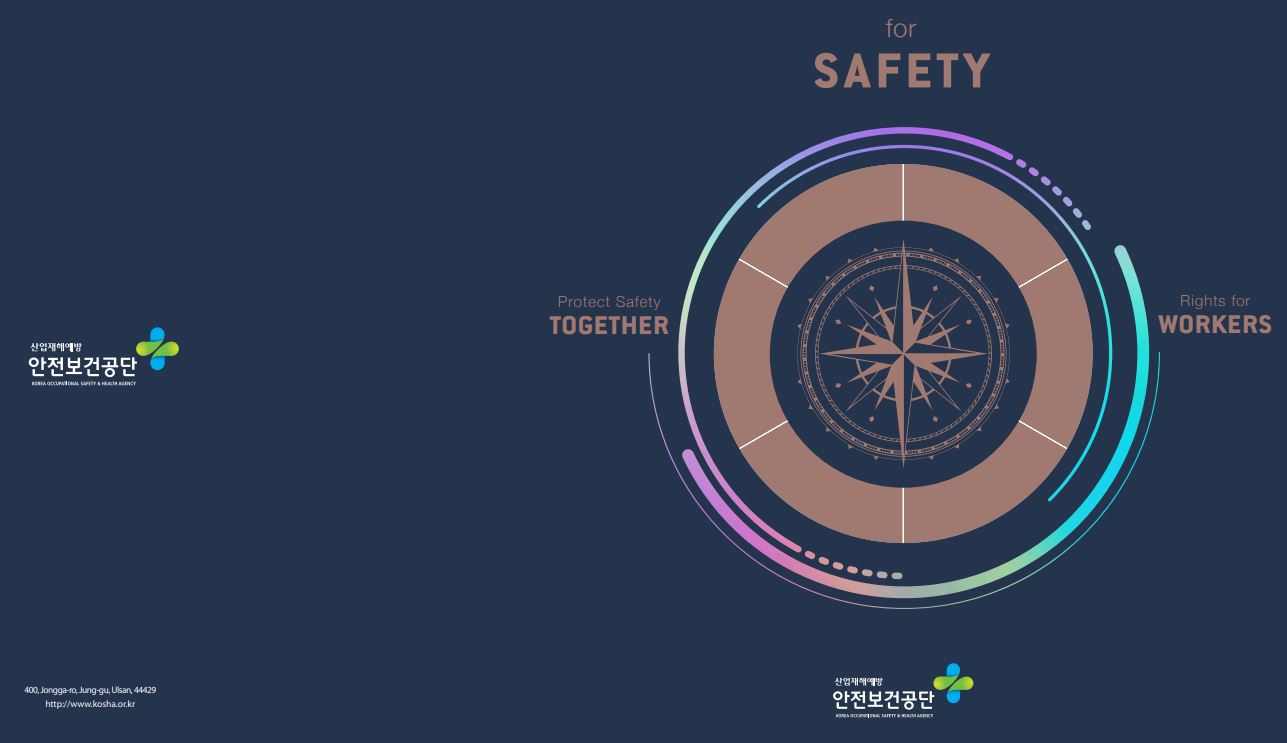 for
SAFETY
Protect Safety
TOGETHER
Rights for
WORKERS
산업재해예방
안전보건공단
KOREA OCCUPATIONAL SAFETY & HEALTH AGENCY
400, Jongga-ro, Jung-gu, Ulsan, 44429
http://www.kosha.or.kr
산업재해예방
안전보건공단
KOREA OCCUPATIONAL SAFETY & HEALTH AGENCY